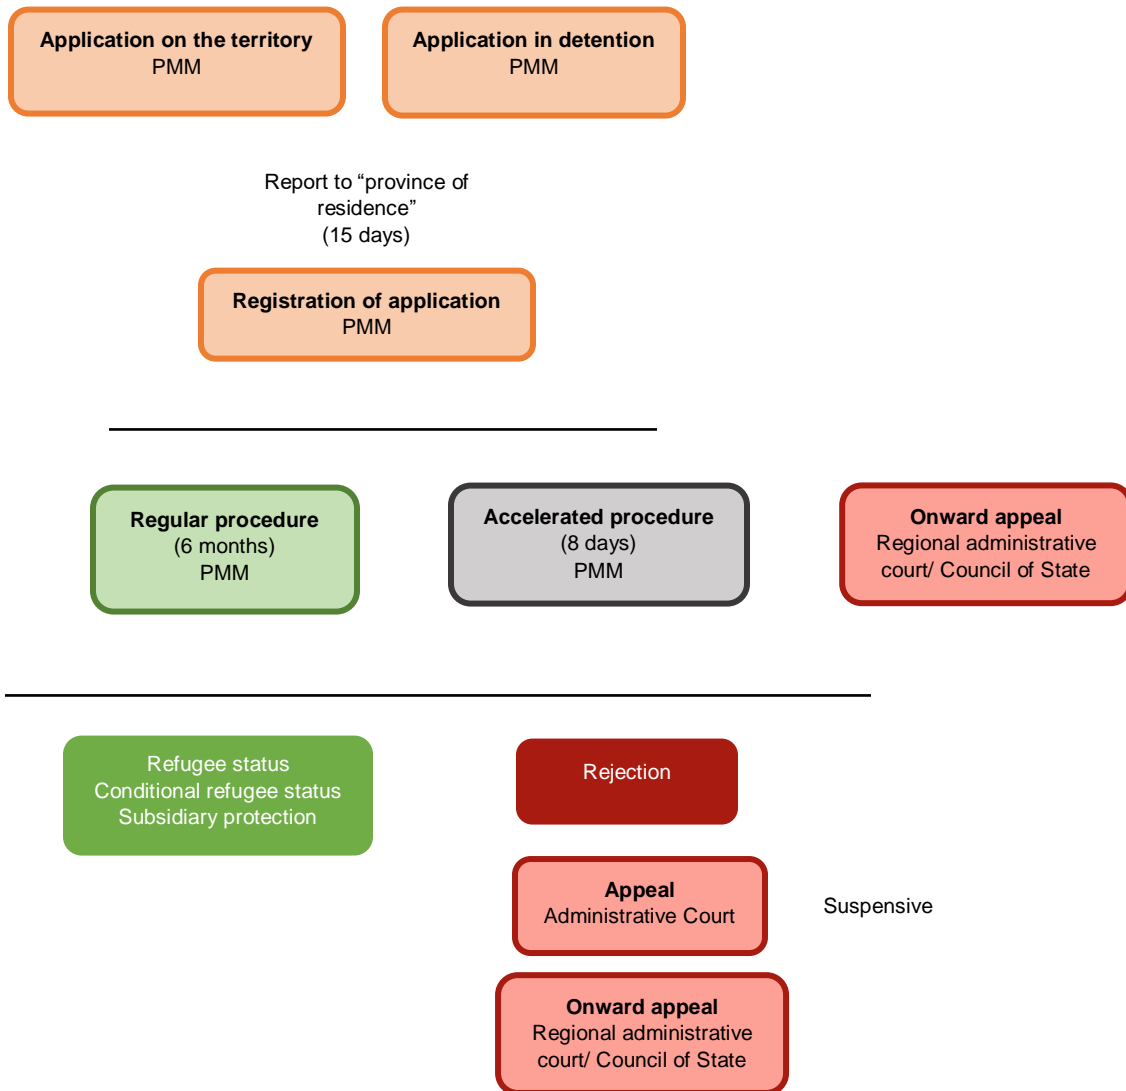 Application on the territory
PMM
Application in detention
PMM
Report to “province of
residence”
(15 days)
Registration of application
PMM
Regular procedure
(6 months)
PMM
Accelerated procedure
(8 days)
PMM
Onward appeal
Regional administrative
court/ Council of State
Refugee status
Conditional refugee status
Subsidiary protection
Rejection
Appeal
Administrative Court
Suspensive
Onward appeal
Regional administrative
court/ Council of State